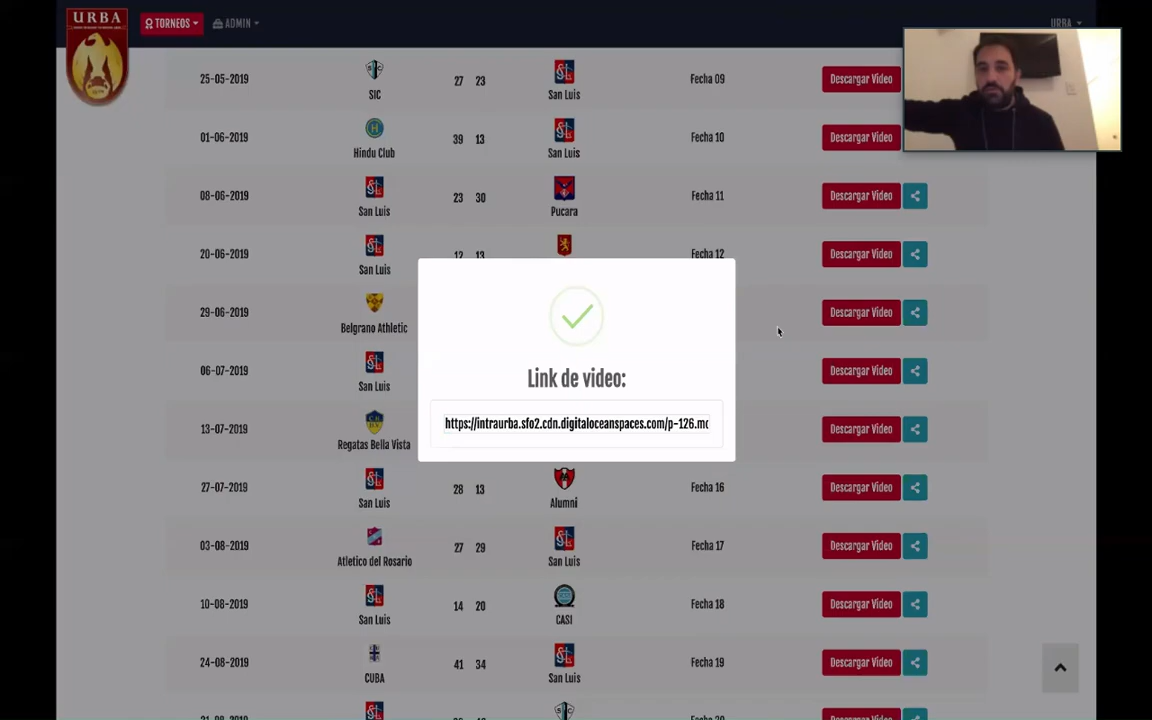 URBA
TORNEOS
ADMIN
URBA
25-05-2019 SIC 27 23 San Luis Fecha 09 Descargar Video
01-06-2019 Hindu Club 39 13 San Luis Fecha 10 Descargar Video
08-06-2019 San Luis 23 30 Pucara Fecha 11 Descargar Video
20-06-2019 San Luis 12 13 Fecha 12 Descargar Video
29-06-2019 Belgrano Athletic Descargar Video
06-07-2019 San Luis Descargar Video
13-07-2019 Regatas Bella Vista Descargar Video
27-07-2019 San Luis 28 13 Alumni Fecha 16 Descargar Video
03-08-2019 Atletico del Rosario 27 29 San Luis Fecha 17 Descargar Video
10-08-2019 San Luis 14 20 CASI Fecha 18 Descargar Video
24-08-2019 CUBA 41 34 San Luis Fecha 19 Descargar Video
Link de video:
https://intraurba.sfo2.cdn.digitaloceanspaces.com/p-126.mo